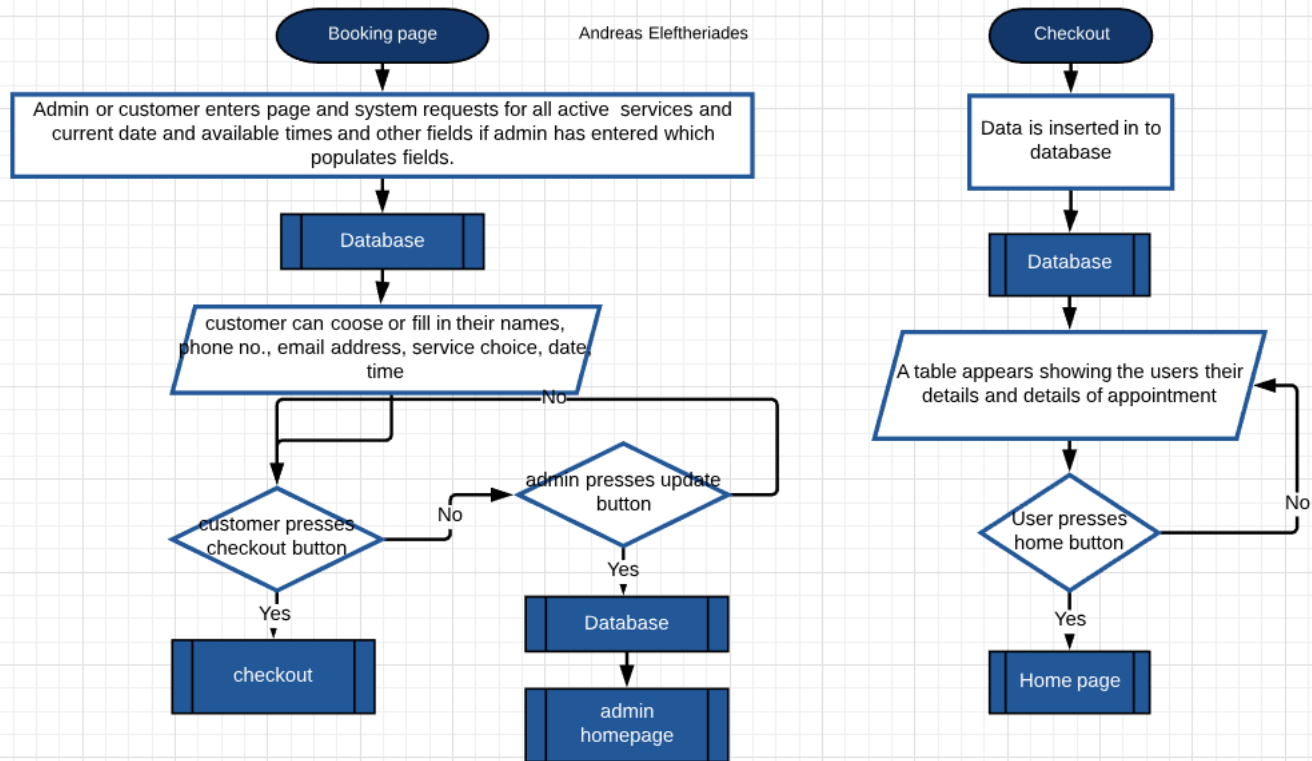 Booking page
Andreas Eleftheriades
Admin or customer enters page and system requests for all active services and
current date and available times and other fields if admin has entered which
populates fields.
Database
customer can coose or fill in their names,
phone no., email address, service choice, date,
time
No
customer presses
checkout button
No
admin presses update
button
Yes
checkout
Yes
Database
admin
homepage
Checkout
Data is inserted in to
database
Database
A table appears showing the users their
details and details of appointment
User presses
home button
No
Yes
Home page